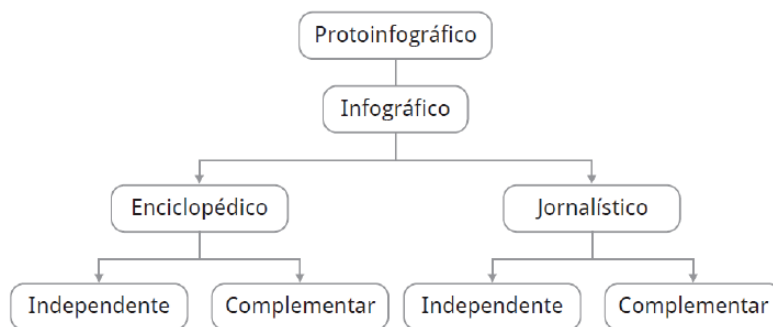 Protoinfográfico
Infográfico
Enciclopédico
Jornalístico
Independente
Complementar
Independente
Complementar